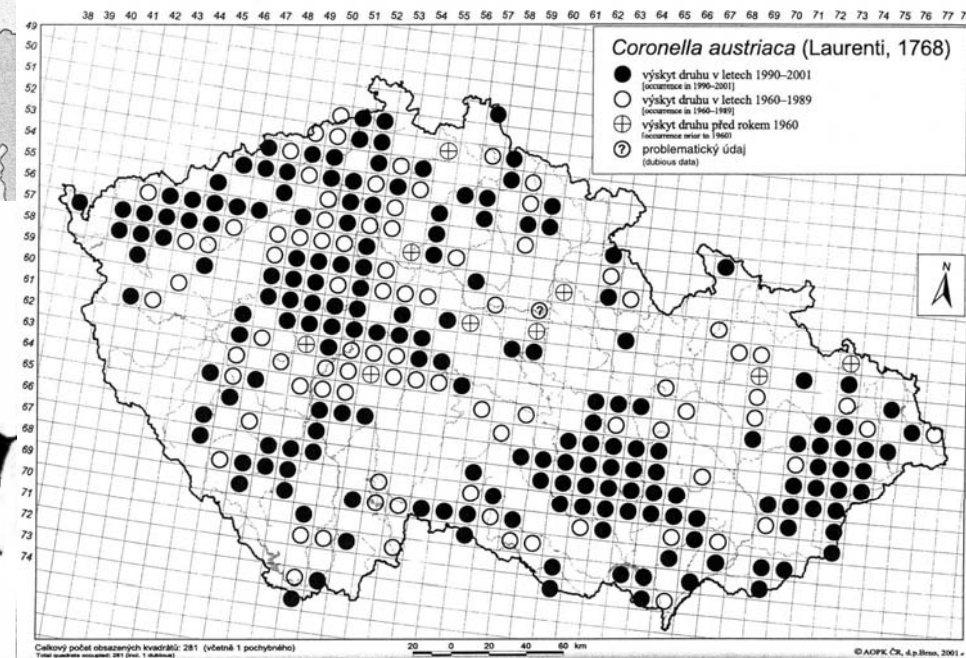 38 39 40 41 42 43 44 45 46 47 48 49 50 51 52 53 54 55 56 57 58 59 60 61 62 63 64 65 66 67 68 69 70 71 72 73 74 75 76 77
49
50
51
52
53
54
55
56
57
58
59
60
61
62
63
64
65
66
67
68
69
70
71
72
73
74
Coronella austriaca (Laurenti, 1768)
výskyt druhu v letech 1990–2001
[occurrence in 1990–2001]
výskyt druhu v letech 1960–1989
[occurrence in 1960–1989]
výskyt druhu před rokem 1960
[occurrence prior to 1960]
? problematický údaj
(dubious data)
N
?
Celkový počet obsazených kvadrátů: 281 (včetně 1 pochybného)
Total quadrats occupied: 281 (incl. 1 dubious)
20 0 20 40 60 km
© AOPK ČR, d.p.Brno, 2001